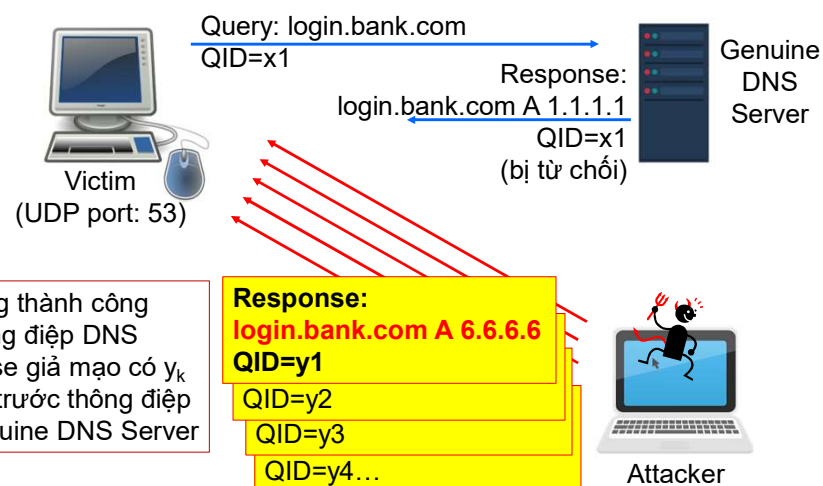 Query: login.bank.com
QID=x1
Response:
login.bank.com A 1.1.1.1
QID=x1
(bị từ chối)
Genuine
DNS
Server
Victim
(UDP port: 53)
thành công
điệp DNS
giả mạo có yₖ
trước thông điệp
DNS Server
Response:
login.bank.com A 6.6.6.6
QID=y1
QID=y2
QID=y3
QID=y4…
Attacker